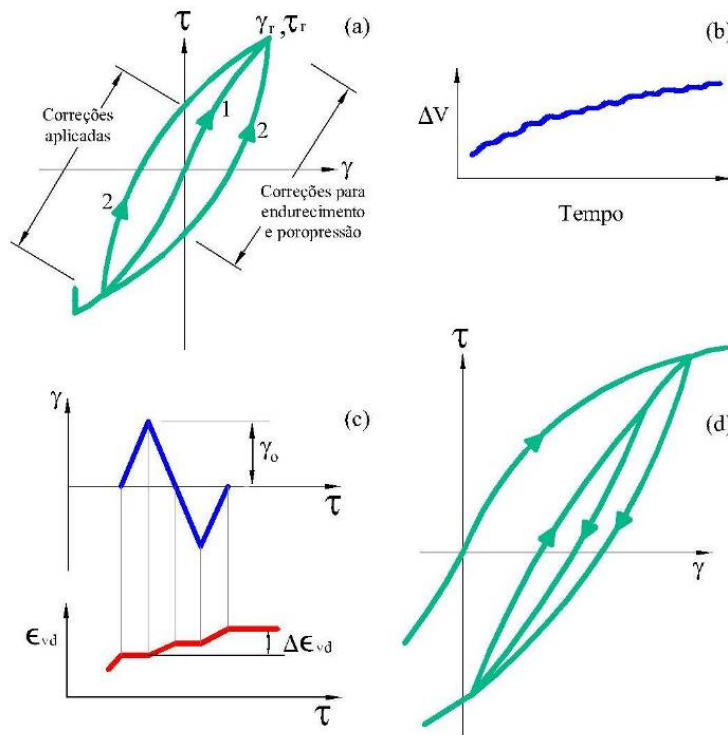 τ
γr,τr
(a)
Correções
aplicadas
1
2
2
γ
Correções para
endurecimento
e poropressão
(b)
ΔV
Tempo
(c)
γ
γo
τ
ϵvd
Δϵvd
τ
(d)
τ
γ